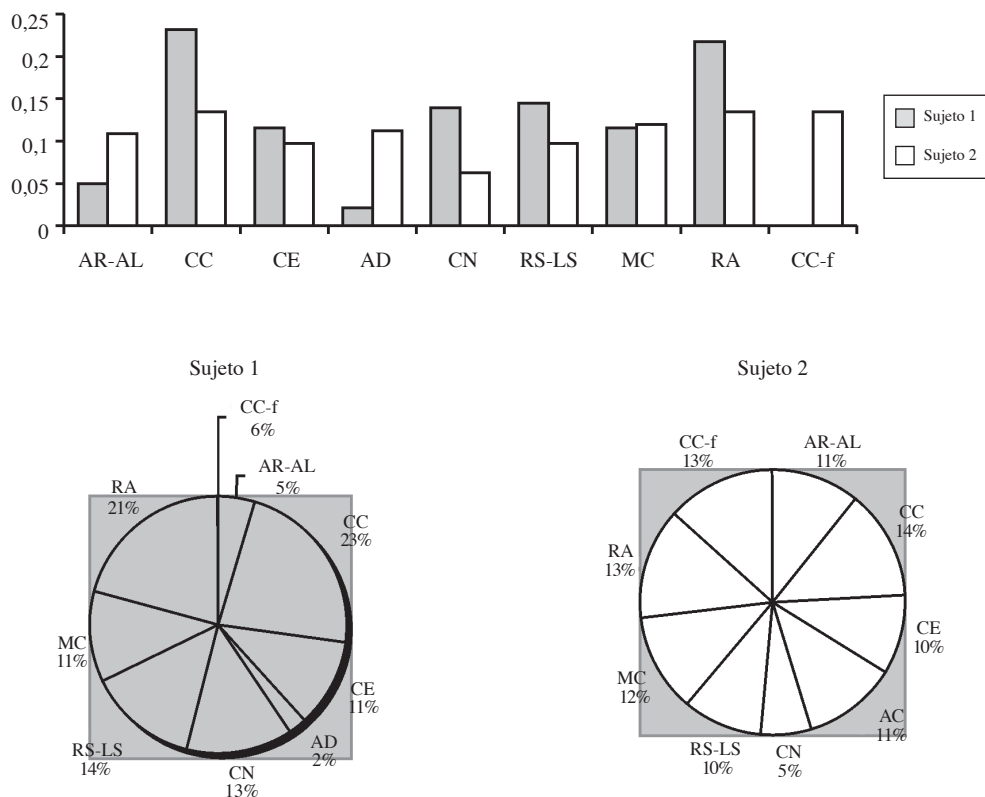 0,25
0,2
0,15
0,1
0,05
0
AR-AL CC CE AD CN RS-LS MC RA CC-f
Sujeto 1
Sujeto 2
Sujeto 1
CC-f
6%
AR-AL
5%
RA
21%
CC
23%
MC
11%
CE
11%
AD
2%
RS-LS
14%
CN
13%
Sujeto 2
CC-f
13%
AR-AL
11%
CC
14%
RA
13%
CE
10%
MC
12%
AC
11%
RS-LS
10%
CN
5%